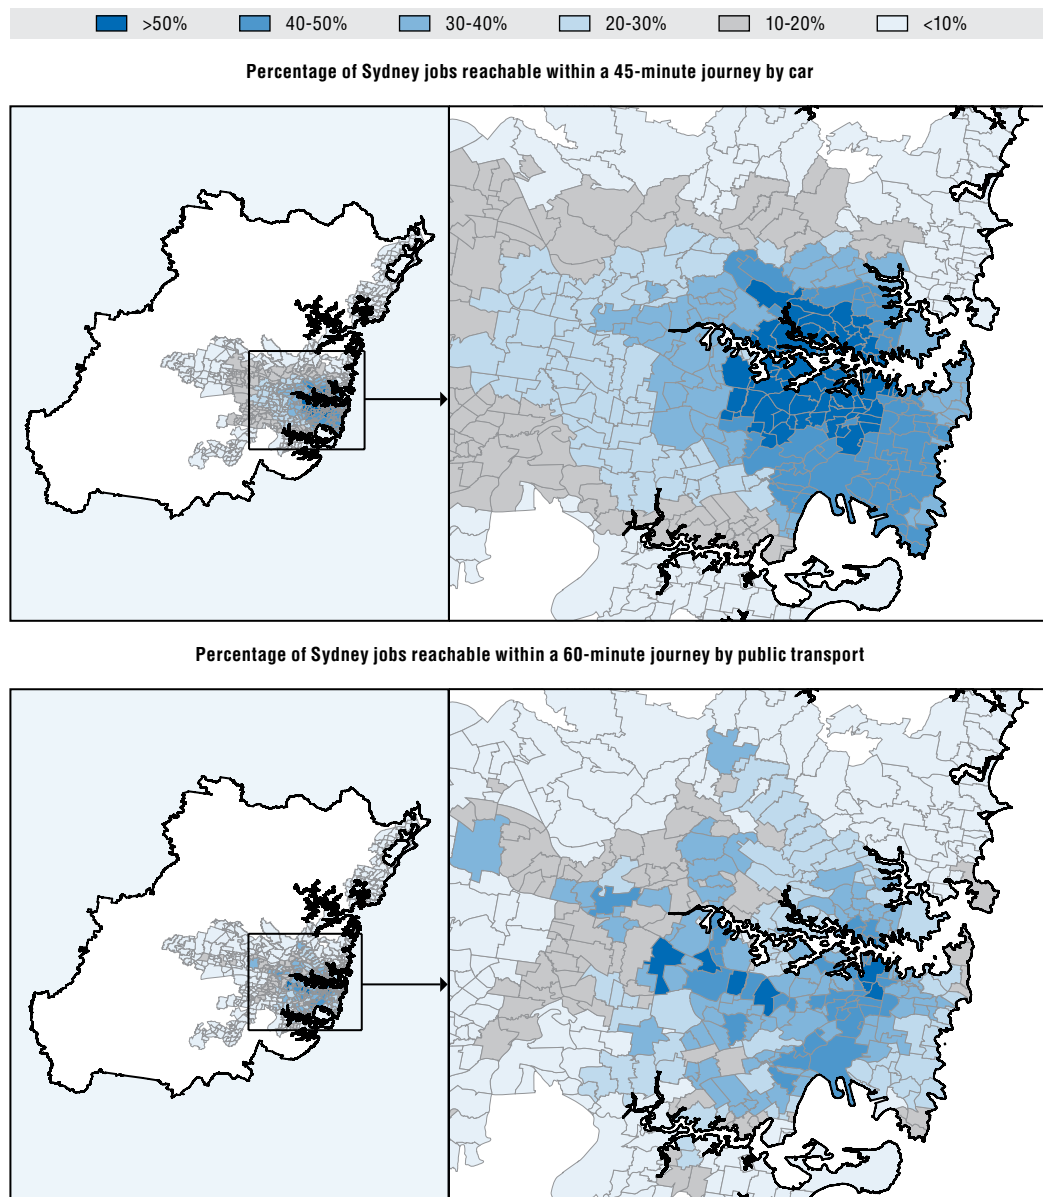 >50% 40-50% 30-40% 20-30% 10-20% <10%
Percentage of Sydney jobs reachable within a 45-minute journey by car
Percentage of Sydney jobs reachable within a 60-minute journey by public transport